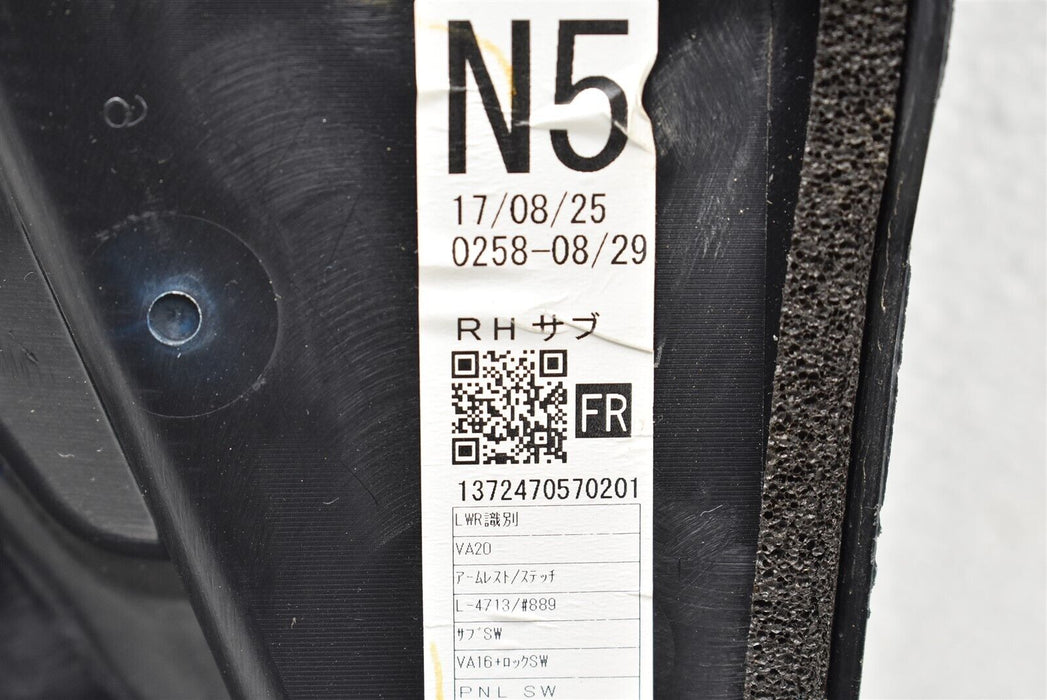 N5
17/08/25
0258-08/29
RHサブ
FR
1372470570201
LWR識別
VA20
ｱｰﾑﾚｽﾄ/ｽﾃｯﾁ
L-4713/#889
ｻﾌﾞSW
VA16+ﾛｯｸSW
PNL SW